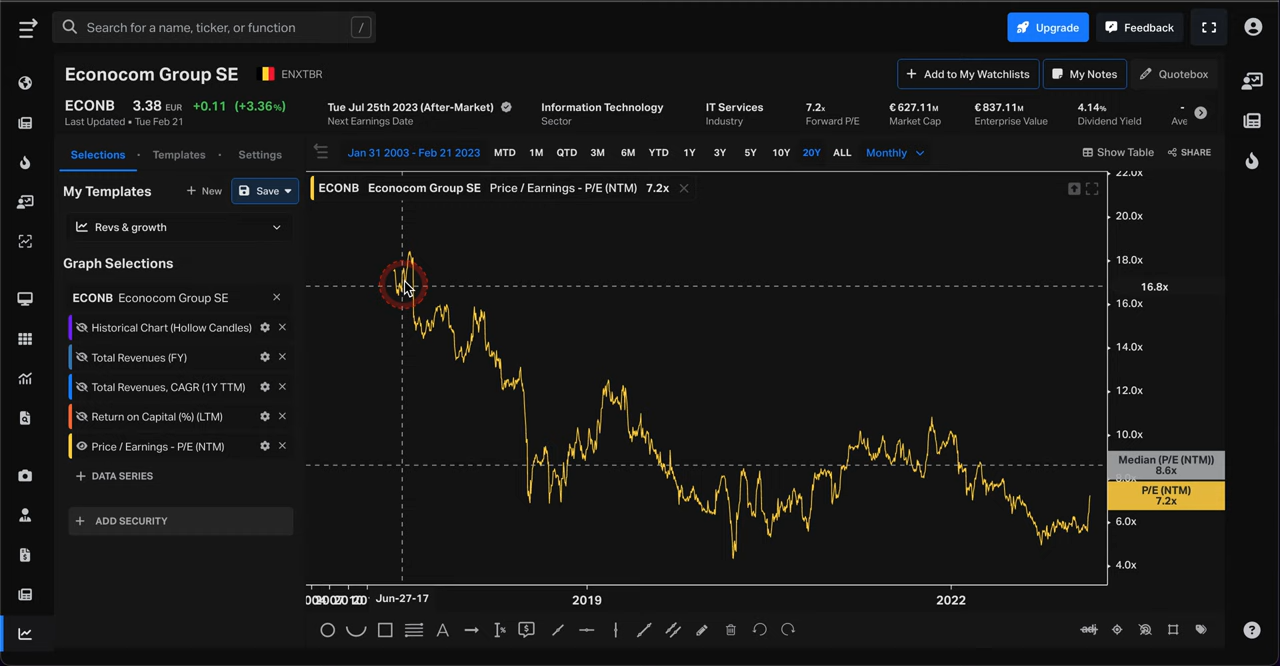 Search for a name, ticker, or function /
Upgrade
Feedback
Econocom Group SE ENXTBR
+ Add to My Watchlists
My Notes
Quotebox
ECONB 3.38 EUR +0.11 (+3.36%)
Last Updated • Tue Feb 21
Tue Jul 25th 2023 (After-Market)
Next Earnings Date
Information Technology
Sector
IT Services
Industry
7.2x
Forward P/E
€627.11M
Market Cap
€837.11M
Enterprise Value
4.14%
Dividend Yield
-
Ave
Selections • Templates • Settings
Jan 31 2003 - Feb 21 2023 MTD 1M QTD 3M 6M YTD 1Y 3Y 5Y 10Y 20Y ALL Monthly
Show Table SHARE
My Templates + New Save
Revs & growth
Graph Selections
ECONB Econocom Group SE
Historical Chart (Hollow Candles)
Total Revenues (FY)
Total Revenues, CAGR (1Y TTM)
Return on Capital (%) (LTM)
Price / Earnings - P/E (NTM)
+ DATA SERIES
+ ADD SECURITY
ECONB Econocom Group SE Price / Earnings - P/E (NTM) 7.2x
22.0x
20.0x
18.0x
16.8x
16.0x
14.0x
12.0x
10.0x
Median (P/E (NTM))
8.6x
P/E (NTM)
7.2x
6.0x
4.0x
Jun-27-17
2019
2022
A
adj
?